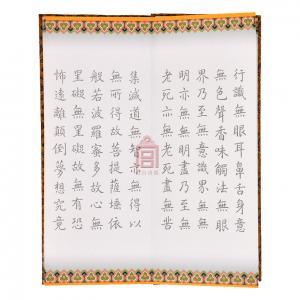 行識無眼耳鼻舌身意
無色聲香味觸法無眼
界乃至無意識界無無
明亦無無明盡乃至無
老死亦無老死盡無苦
集滅道無智亦無得以
無所得故菩提薩埵依
般若波羅蜜多故心無
罣礙無罣礙故無有恐
怖遠離顛倒夢想究竟